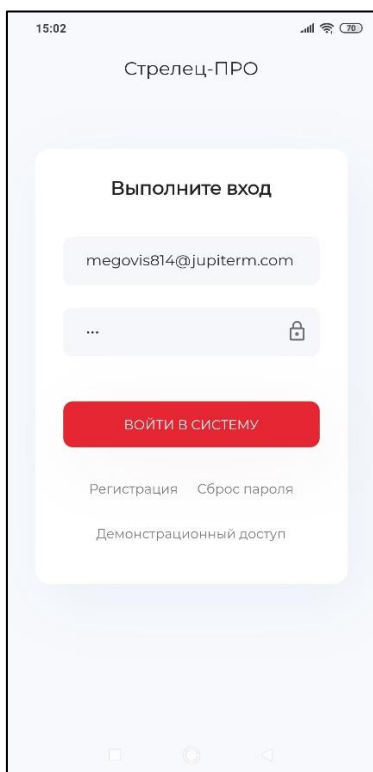 15:02 70
Стрелец-ПРО
Выполните вход
megovis814@jupiterm.com
...
ВОЙТИ В СИСТЕМУ
Регистрация Сброс пароля
Демонстрационный доступ